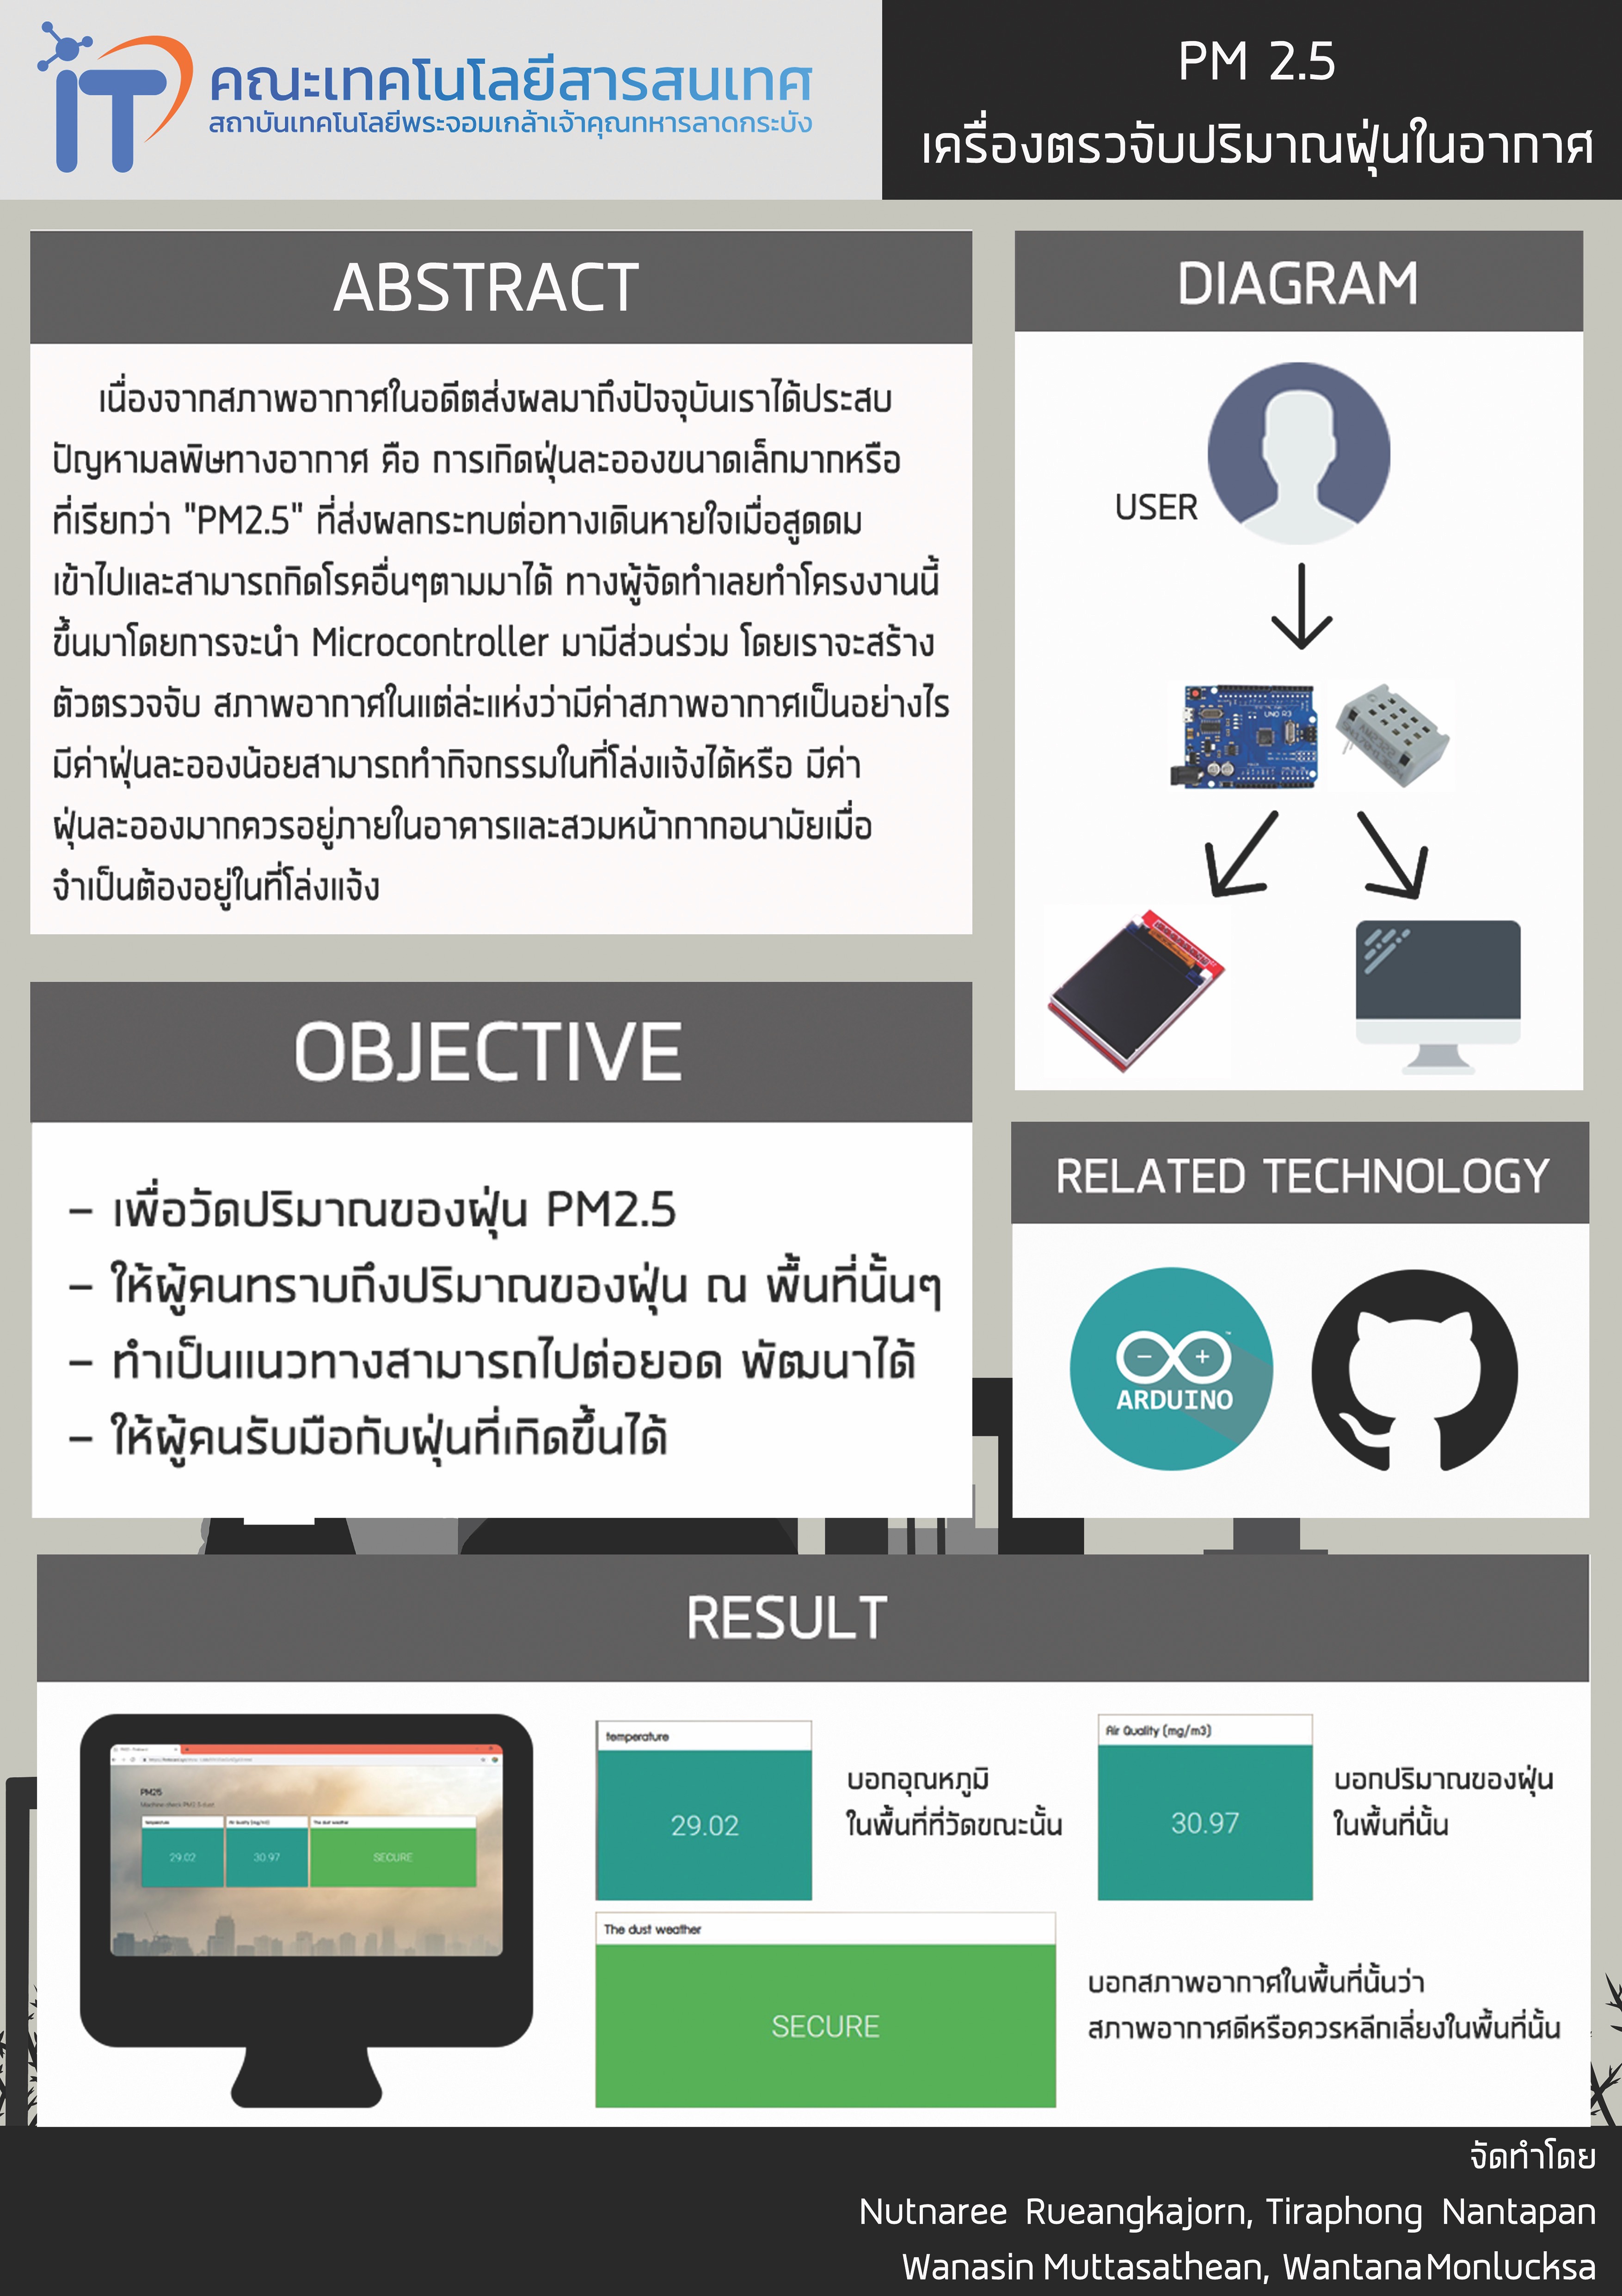 IT
คณะเทคโนโลยีสารสนเทศ
สถาบันเทคโนโลยีพระจอมเกล้าเจ้าคุณทหารลาดกระบัง
PM 2.5
เครื่องตรวจับปริมาณฝุ่นในอากาศ
ABSTRACT
เนื่องจากสภาพอากาศในอดีตส่งผลมาถึงปัจจุบันเราได้ประสบ
ปัญหามลพิษทางอากาศ คือ การเกิดฝุ่นละอองขนาดเล็กมากหรือ
ที่เรียกว่า "PM2.5" ที่ส่งผลกระทบต่อทางเดินหายใจเมื่อสูดดม
เข้าไปและสามารถกิดโรคอื่นๆตามมาได้ ทางผู้จัดทำเลยทำโครงงานนี้
ขึ้นมาโดยการจะนำ Microcontroller มามีส่วนร่วม โดยเราจะสร้าง
ตัวตรวจจับ สภาพอากาศในแต่ล่ะแห่งว่ามีค่าสภาพอากาศเป็นอย่างไร
มีค่าฝุ่นละอองน้อยสามารถทำกิจกรรมในที่โล่งแจ้งได้หรือ มีค่า
ฝุ่นละอองมากควรอยู่ภายในอาคารและสวมหน้ากากอนามัยเมื่อ
จำเป็นต้องอยู่ในที่โล่งแจ้ง
DIAGRAM
USER
UNO R3
OBJECTIVE
– เพื่อวัดปริมาณของฝุ่น PM2.5
– ให้ผู้คนทราบถึงปริมาณของฝุ่น ณ พื้นที่นั้นๆ
– ทำเป็นแนวทางสามารถไปต่อยอด พัฒนาได้
– ให้ผู้คนรับมือกับฝุ่นที่เกิดขึ้นได้
RELATED TECHNOLOGY
ARDUINO
RESULT
PM25
Machine check PM2.5 dust
temperature
Air Quality (mg/m3)
The dust weather
29.02
30.97
SECURE
temperature
29.02
บอกอุณหภูมิ
ในพื้นที่ที่วัดขณะนั้น
Air Quality (mg/m3)
30.97
บอกปริมาณของฝุ่น
ในพื้นที่นั้น
The dust weather
SECURE
บอกสภาพอากาศในพื้นที่นั้นว่า
สภาพอากาศดีหรือควรหลีกเลี่ยงในพื้นที่นั้น
จัดทำโดย
Nutnaree Rueangkajorn, Tiraphong Nantapan
Wanasin Muttasathean, Wantana Monlucksa